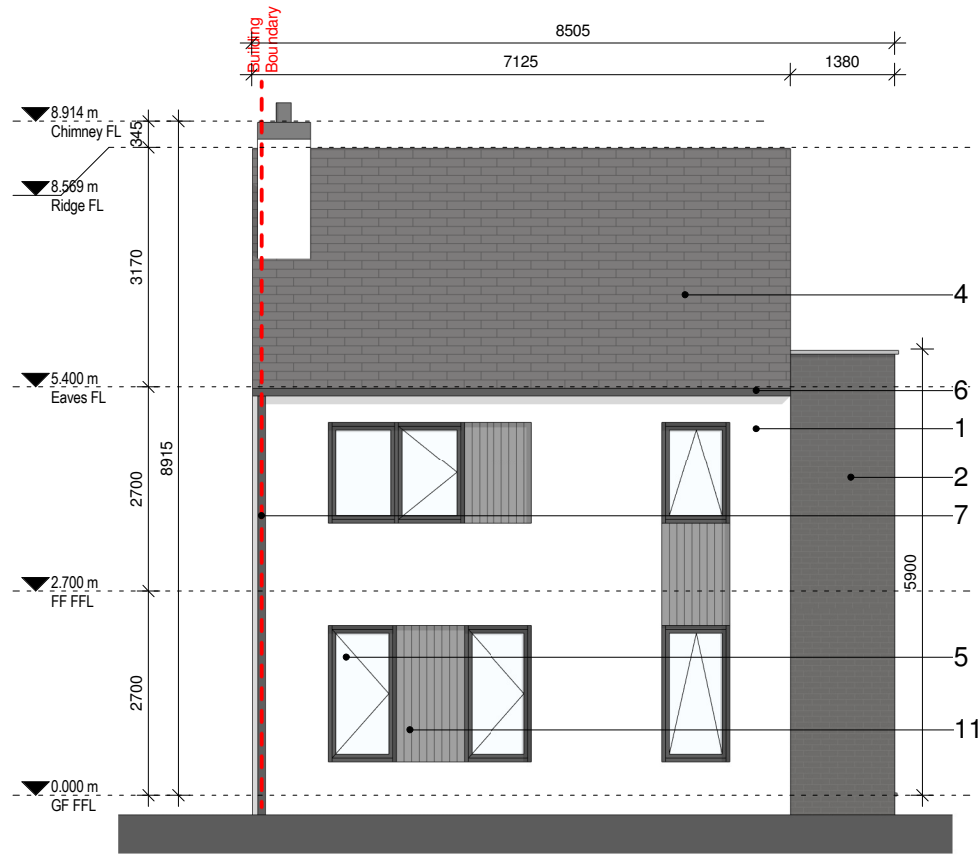 8505
Building
Boundary
7125
1380
8.914 m
Chimney FL
345
8.569 m
Ridge FL
3170
4
5.400 m
Eaves FL
6
1
8915
2700
2
7
5900
2.700 m
FF FFL
5
2700
11
0.000 m
GF FFL